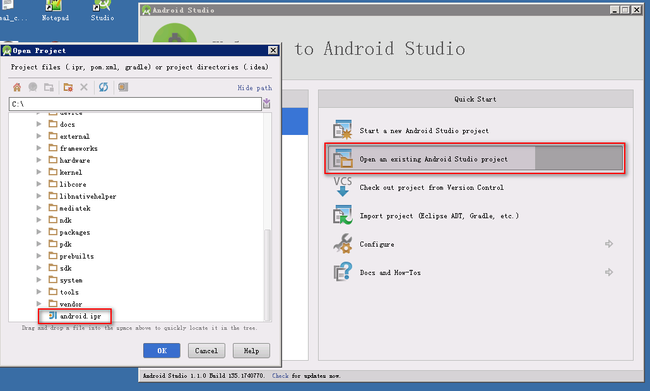 Notepad
Studio
Android Studio
to Android Studio
Open Project
Project files (.ipr, pom.xml, gradle) or project directories (.idea)
Hide path
C:\
docs
external
frameworks
hardware
kernel
libcore
libnativehelper
mediatek
ndk
packages
pdk
prebuilts
sdk
system
tools
vendor
android.ipr
Drag and drop a file into the space above to quickly locate it in the tree.
OK
Cancel
Help
Quick Start
Start a new Android Studio project
Open an existing Android Studio project
VCS
Check out project from Version Control
Import project (Eclipse ADT, Gradle, etc.)
Configure
Docs and How-Tos
Android Studio 1.1.0 Build 135.1740770. Check for updates now.